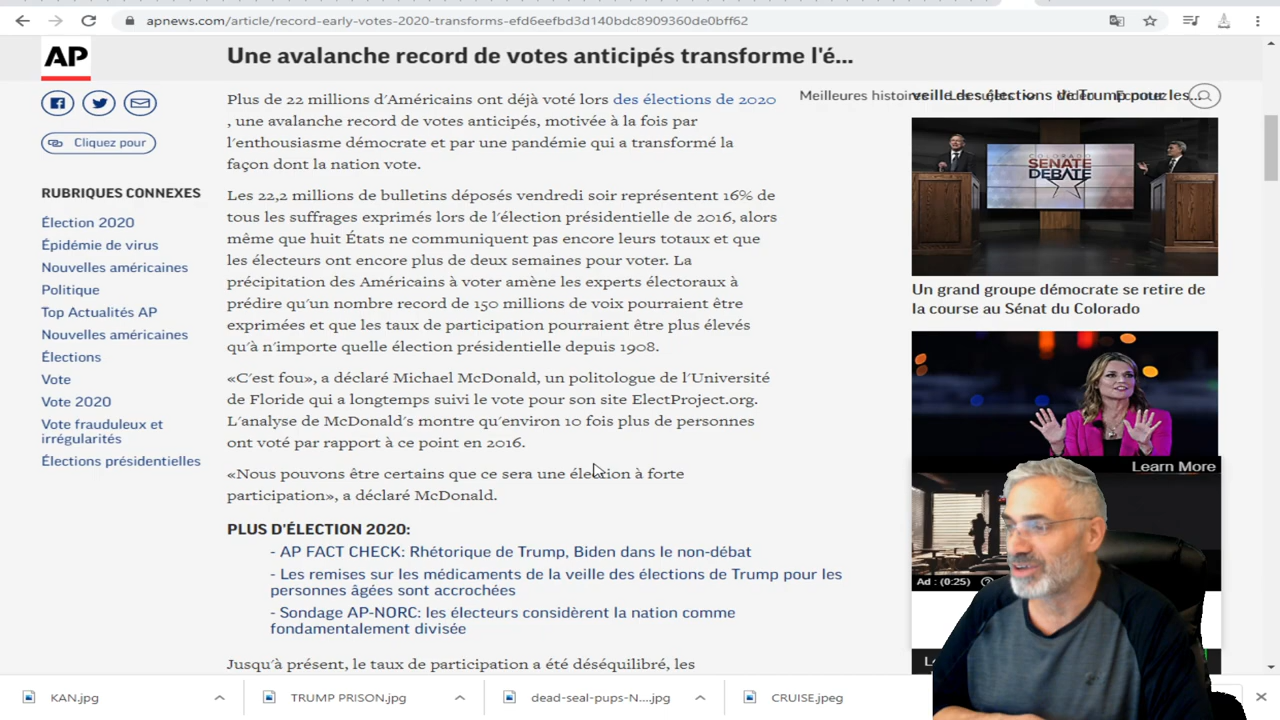 apnews.com/article/record-early-votes-2020-transforms-efd6eefbd3d140bdc8909360de0bff62
AP
Une avalanche record de votes anticipés transforme l'é...
Cliquez pour
RUBRIQUES CONNEXES
Élection 2020
Épidémie de virus
Nouvelles américaines
Politique
Top Actualités AP
Nouvelles américaines
Élections
Vote
Vote 2020
Vote frauduleux et
irrégularités
Élections présidentielles
Plus de 22 millions d'Américains ont déjà voté lors des élections de 2020
, une avalanche record de votes anticipés, motivée à la fois par
l'enthousiasme démocrate et par une pandémie qui a transformé la
façon dont la nation vote.
Les 22,2 millions de bulletins déposés vendredi soir représentent 16% de
tous les suffrages exprimés lors de l'élection présidentielle de 2016, alors
même que huit États ne communiquent pas encore leurs totaux et que
les électeurs ont encore plus de deux semaines pour voter. La
précipitation des Américains à voter amène les experts électoraux à
prédire qu'un nombre record de 150 millions de voix pourraient être
exprimées et que les taux de participation pourraient être plus élevés
qu'à n'importe quelle élection présidentielle depuis 1908.
«C'est fou», a déclaré Michael McDonald, un politologue de l'Université
de Floride qui a longtemps suivi le vote pour son site ElectProject.org.
L'analyse de McDonald's montre qu'environ 10 fois plus de personnes
ont voté par rapport à ce point en 2016.
«Nous pouvons être certains que ce sera une élection à forte
participation», a déclaré McDonald.
PLUS D'ÉLECTION 2020:
- AP FACT CHECK: Rhétorique de Trump, Biden dans le non-débat
- Les remises sur les médicaments de la veille des élections de Trump pour les
personnes âgées sont accrochées
- Sondage AP-NORC: les électeurs considèrent la nation comme
fondamentalement divisée
Jusqu'à présent, le taux de participation a été déséquilibré, les
Meilleures histoires
veille des élections de Trump pour les...
COLORADO
SENATE
DEBATE
Un grand groupe démocrate se retire de
la course au Sénat du Colorado
Learn More
Ad : (0:25)
KAN.jpg
TRUMP PRISON.jpg
dead-seal-pups-N....jpg
CRUISE.jpeg